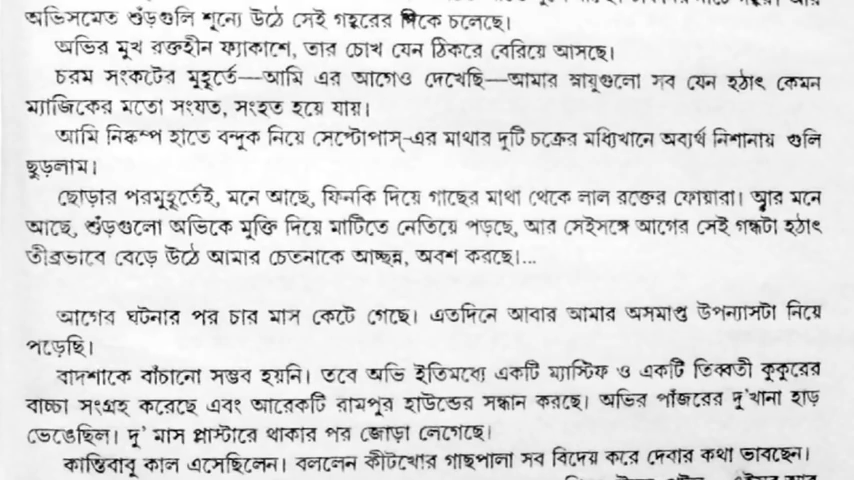 অভিসমেত শুঁড়গুলি শূন্যে উঠে সেই গহ্বরের দিকে চলেছে।
অভির মুখ রক্তহীন ফ্যাকাশে, তার চোখ যেন ঠিকরে বেরিয়ে আসছে।
চরম সংকটের মুহূর্তে—আমি এর আগেও দেখেছি—আমার স্নায়ুগুলো সব যেন হঠাৎ কেমন
ম্যাজিকের মতো সংযত, সংহত হয়ে যায়।
আমি নিষ্কম্প হাতে বন্দুক নিয়ে সেপ্টোপাস্-এর মাথার দুটি চক্রের মধ্যিখানে অব্যর্থ নিশানায় গুলি
ছুড়লাম।
ছোড়ার পরমুহূর্তেই, মনে আছে, ফিনকি দিয়ে গাছের মাথা থেকে লাল রক্তের ফোয়ারা। আর মনে
আছে, শুঁড়গুলো অভিকে মুক্তি দিয়ে মাটিতে নেতিয়ে পড়ছে, আর সেইসঙ্গে আগের সেই গন্ধটা হঠাৎ
তীব্রভাবে বেড়ে উঠে আমার চেতনাকে আচ্ছন্ন, অবশ করছে।...
আগের ঘটনার পর চার মাস কেটে গেছে। এতদিনে আবার আমার অসমাপ্ত উপন্যাসটা নিয়ে
পড়েছি।
বাদশাকে বাঁচানো সম্ভব হয়নি। তবে অভি ইতিমধ্যে একটি ম্যাস্টিফ ও একটি তিব্বতী কুকুরের
বাচ্চা সংগ্রহ করেছে এবং আরেকটি রামপুর হাউন্ডের সন্ধান করছে। অভির পাঁজরের দু'খানা হাড়
ভেঙেছিল। দু' মাস প্লাস্টারে থাকার পর জোড়া লেগেছে।
কান্তিবাবু কাল এসেছিলেন। বললেন কীটখোর গাছপালা সব বিদেয় করে দেবার কথা ভাবছেন।